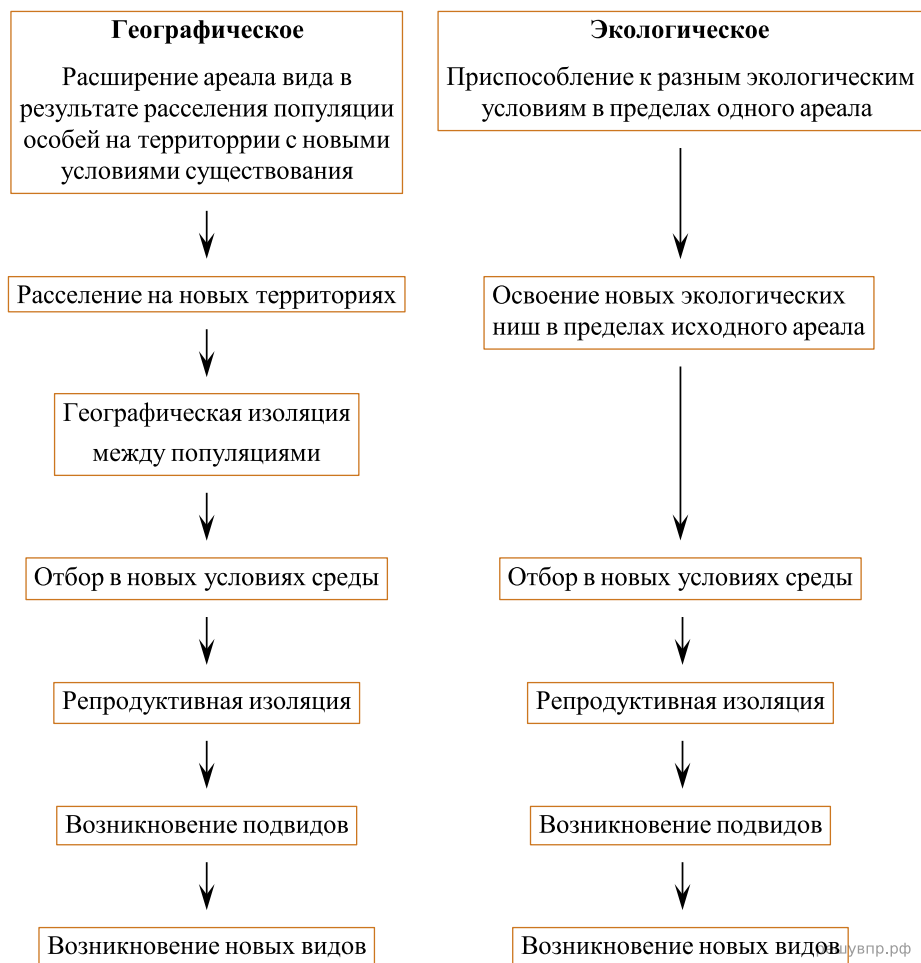 Географическое
Расширение ареала вида в
результате расселения популяции
особей на территоррии с новыми
условиями существования
Расселение на новых территориях
Географическая изоляция
между популяциями
Отбор в новых условиях среды
Репродуктивная изоляция
Возникновение подвидов
Возникновение новых видов
Экологическое
Приспособление к разным экологическим
условиям в пределах одного ареала
Освоение новых экологических
ниш в пределах исходного ареала
Отбор в новых условиях среды
Репродуктивная изоляция
Возникновение подвидов
Возникновение новых видов
решувпр.рф